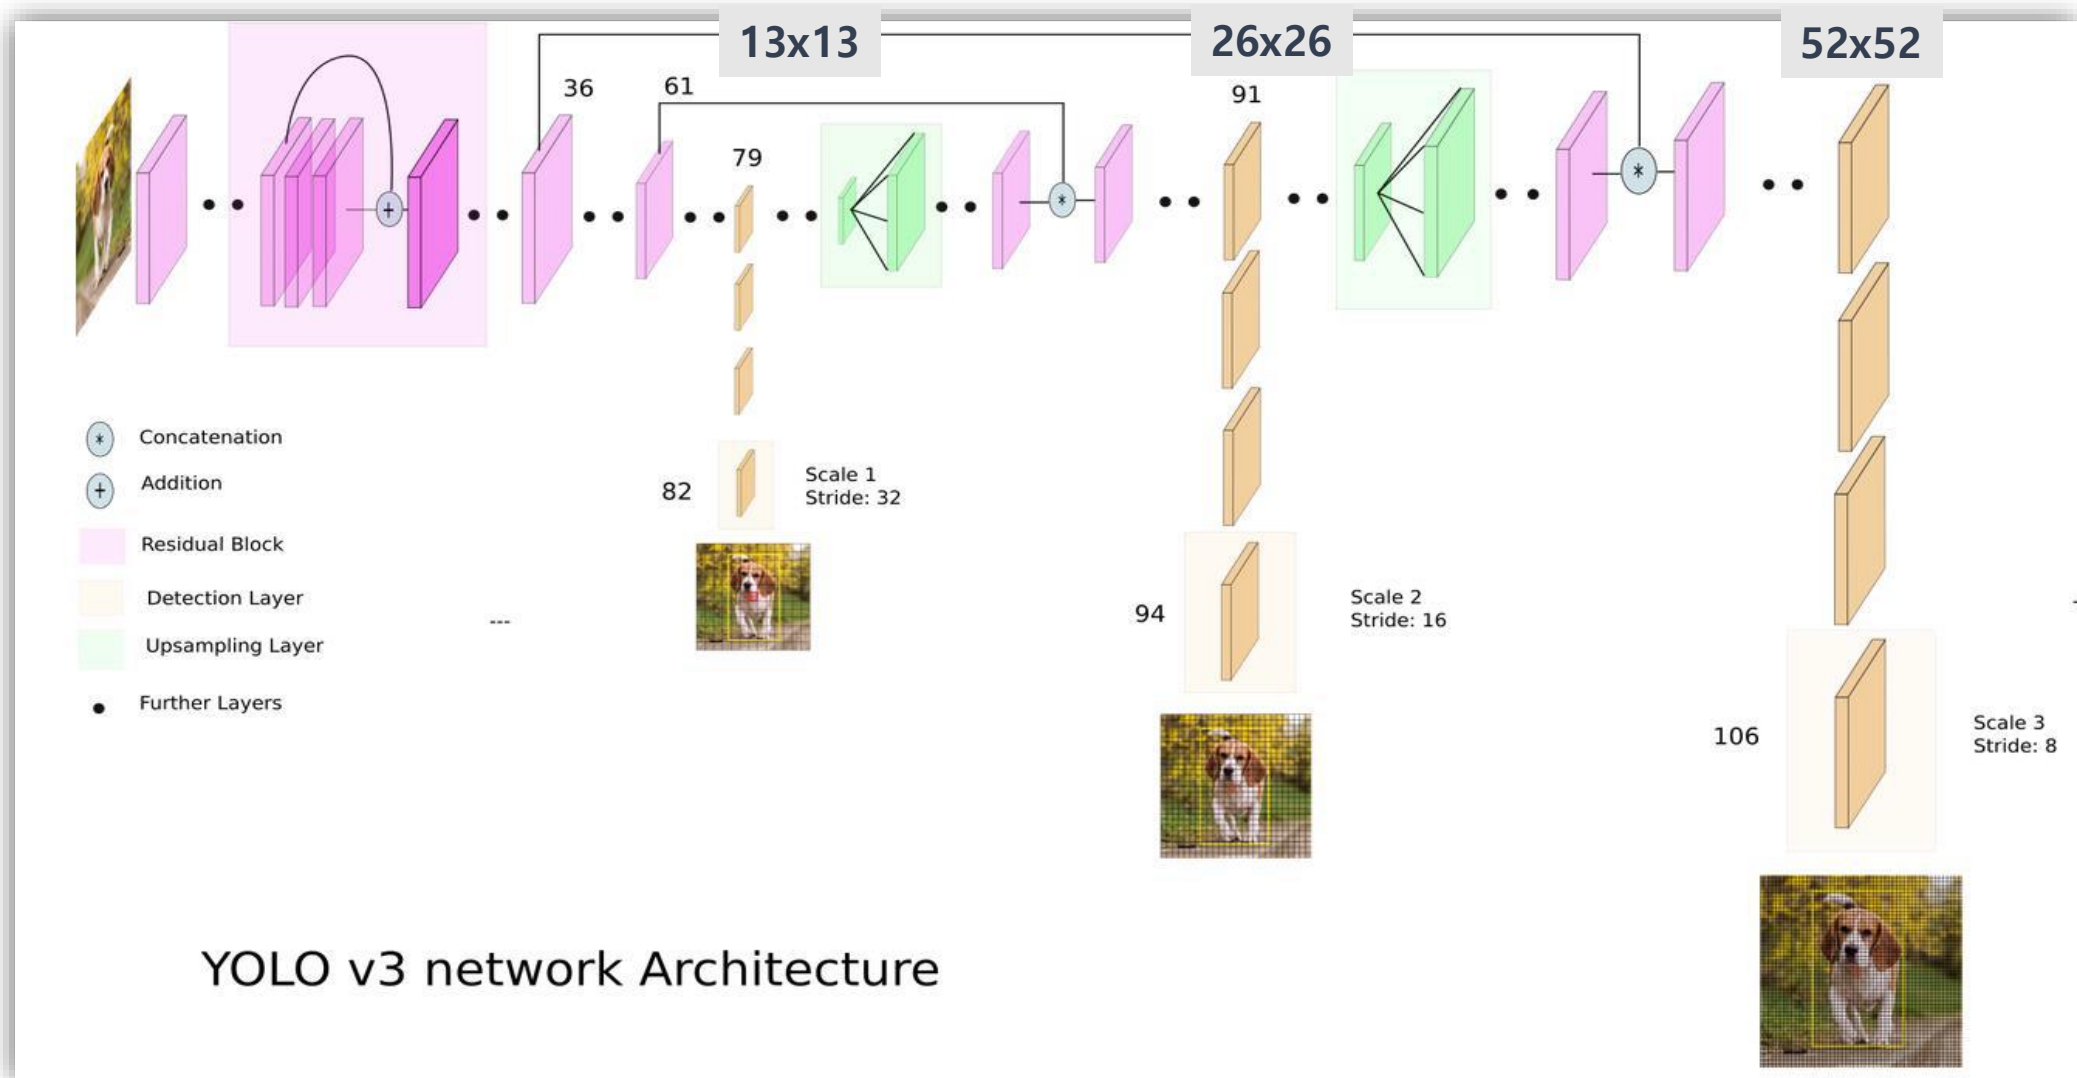 13x13
26x26
52x52
36
61
91
79
* Concatenation
+ Addition
Residual Block
Detection Layer
Upsampling Layer
Further Layers
---
+
*
*
82
Scale 1
Stride: 32
94
Scale 2
Stride: 16
106
Scale 3
Stride: 8
YOLO v3 network Architecture